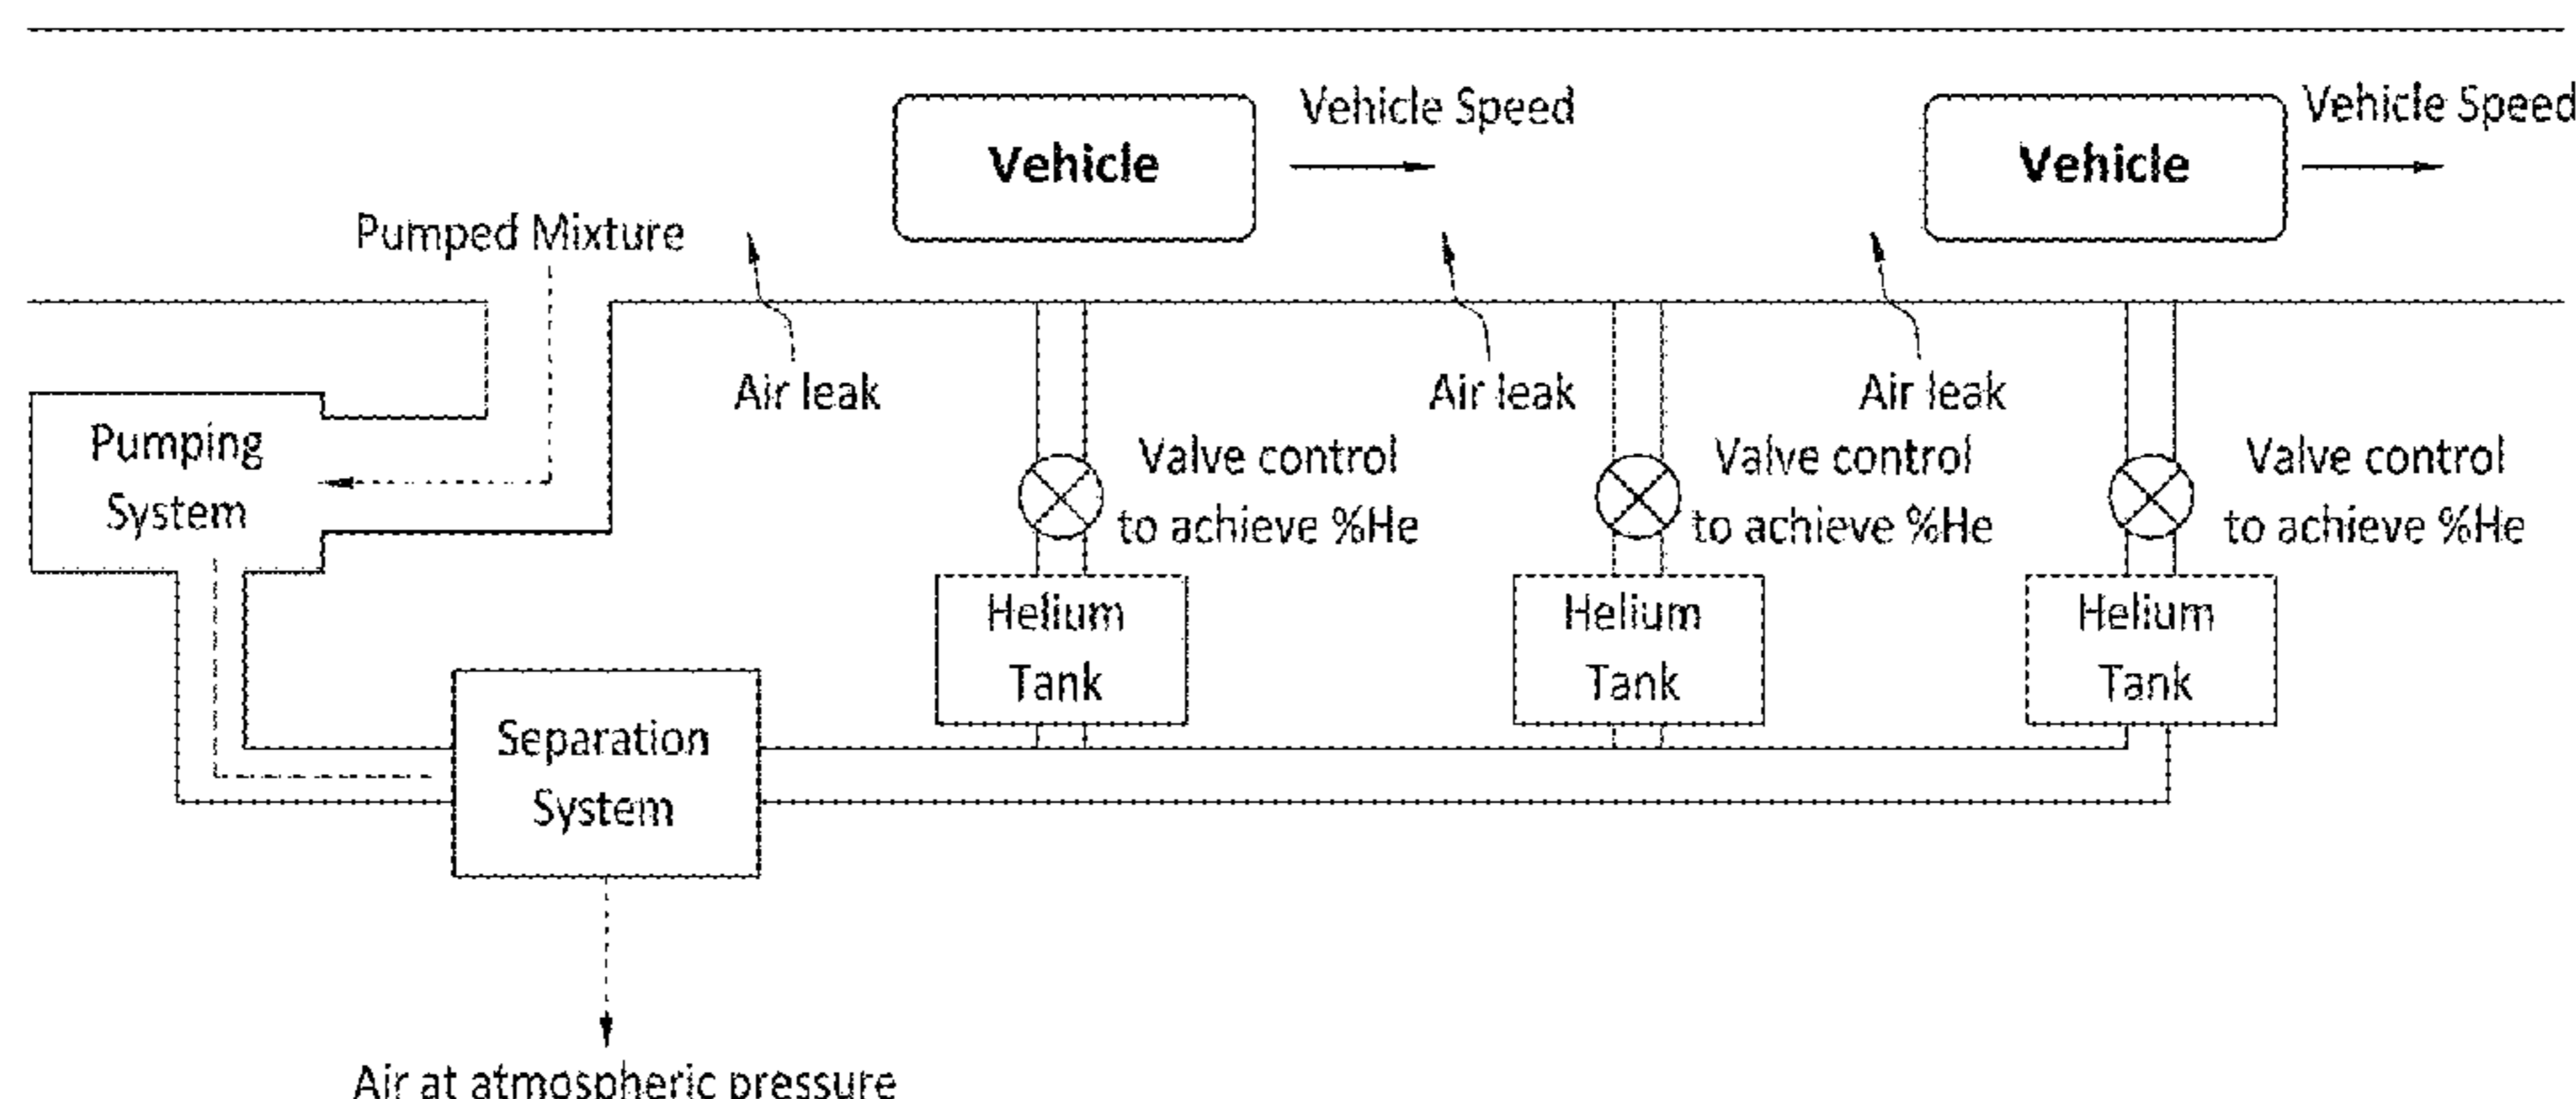 Vehicle Speed
Vehicle Speed
Vehicle
Vehicle
Pumped Mixture
Air leak
Air leak
Air leak
Pumping
System
Valve control
to achieve %He
Valve control
to achieve %He
Valve control
to achieve %He
Helium
Tank
Helium
Tank
Helium
Tank
Separation
System
Air at atmospheric pressure